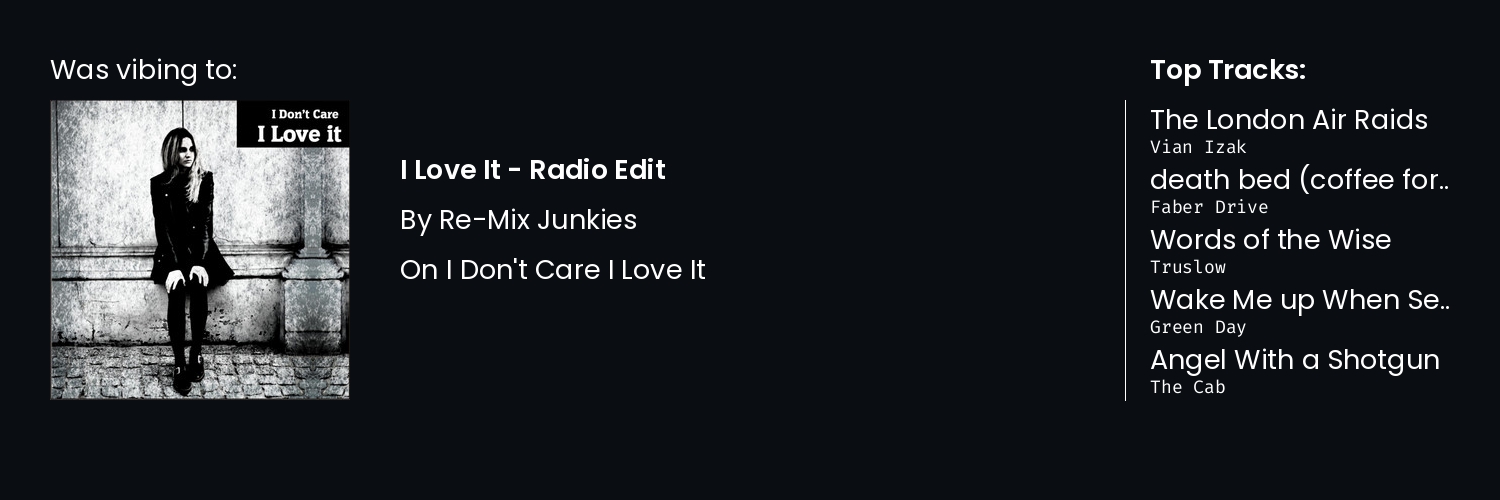 Was vibing to:
I Don't Care
I Love it
I Love It - Radio Edit
By Re-Mix Junkies
On I Don't Care I Love It
Top Tracks:
The London Air Raids
Vian Izak
death bed (coffee for..
Faber Drive
Words of the Wise
Truslow
Wake Me up When Se..
Green Day
Angel With a Shotgun
The Cab